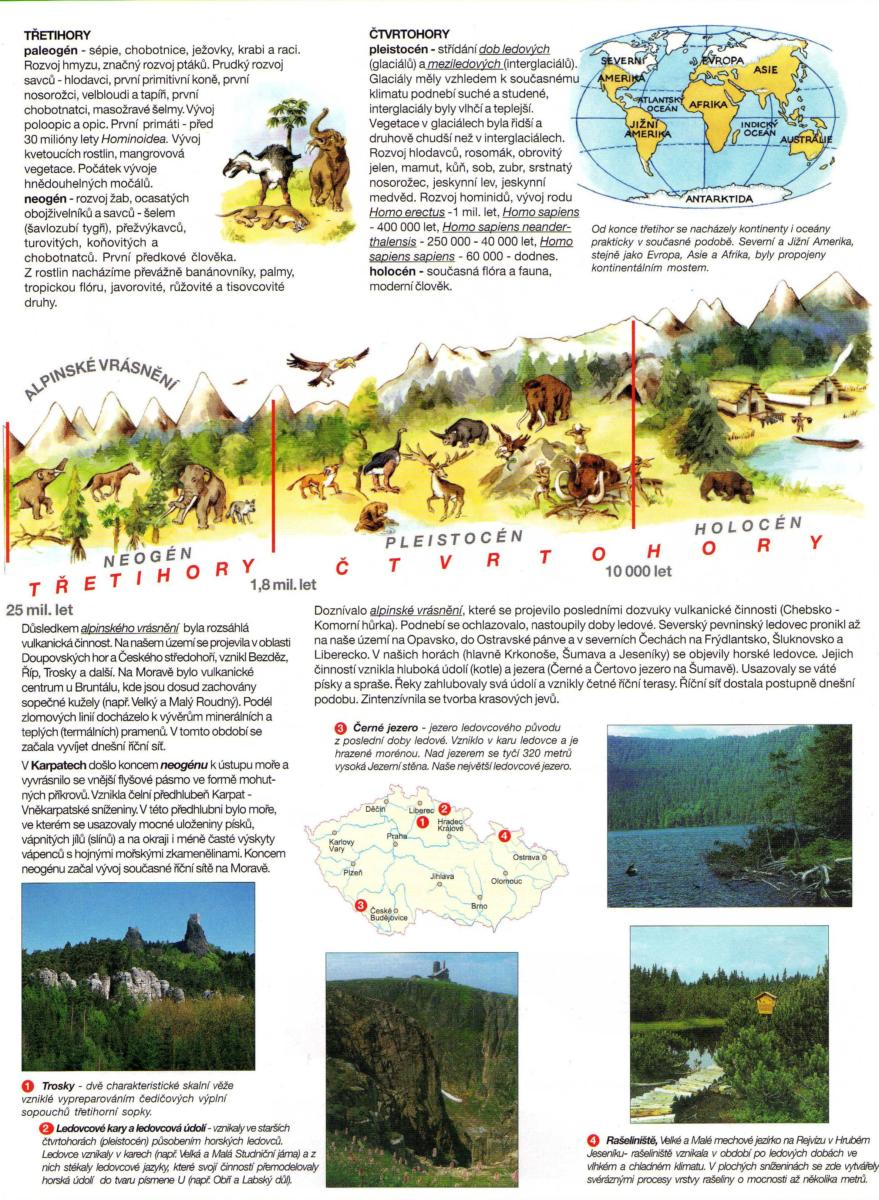 TŘETIHORY
paleogén - sépie, chobotnice, ježovky, krabi a raci.
Rozvoj hmyzu, značný rozvoj ptáků. Prudký rozvoj
savců - hlodavci, první primitivní koně, první
nosorožci, velbloudi a tapíři, první
chobotnatci, masožravé šelmy. Vývoj
poloopic a opic. První primáti - před
30 milióny lety Hominoidea. Vývoj
kvetoucích rostlin, mangrovová
vegetace. Počátek vývoje
hnědouhelných močálů.
neogén - rozvoj žab, ocasatých
obojživelníků a savců - šelem
(šavlozubí tygři), přežvýkavců,
turovitých, koňovitých a
chobotnatců. První předkové člověka.
Z rostlin nacházíme převážně banánovníky, palmy,
tropickou flóru, javorovité, růžovité a tisovcovité
druhy.
ČTVRTOHORY
pleistocén - střídání dob ledových
(glaciálů) a meziledových (interglaciálů).
Glaciály měly vzhledem k současnému
klimatu podnebí suché a studené,
interglaciály byly vlhčí a teplejší.
Vegetace v glaciálech byla řidší a
druhově chudší než v interglaciálech.
Rozvoj hlodavců, rosomák, obrovitý
jelen, mamut, kůň, sob, zubr, srstnatý
nosorožec, jeskynní lev, jeskynní
medvěd. Rozvoj hominidů, vývoj rodu
Homo erectus -1 mil. let, Homo sapiens
- 400 000 let, Homo sapiens neander-
thalensis - 250 000 - 40 000 let, Homo
sapiens sapiens - 60 000 - dodnes.
holocén - současná flóra a fauna,
moderní člověk.
SEVERNÍ
AMERIKA
EVROPA
ASIE
ATLANTSKÝ
OCEÁN
AFRIKA
JIŽNÍ
AMERIKA
INDICKÝ
OCEÁN
AUSTRÁLIE
ANTARKTIDA
Od konce třetihor se nacházely kontinenty i oceány
prakticky v současné podobě. Severní a Jižní Amerika,
stejně jako Evropa, Asie a Afrika, byly propojeny
kontinentálním mostem.
ALPINSKÉ VRÁSNĚNÍ
NEOGÉN
PLEISTOCÉN
HOLOCÉN
TŘETIHORY
ČTVRTOHORY
25 mil. let
1,8 mil. let
10 000 let
Důsledkem alpinského vrásnění byla rozsáhlá
vulkanická činnost. Na našem území se projevila v oblasti
Doupovských hor a Českého středohoří, vznikl Bezděz,
Říp, Trosky a další. Na Moravě bylo vulkanické
centrum u Bruntálu, kde jsou dosud zachovány
sopečné kužely (např. Velký a Malý Roudný). Podél
zlomových linií docházelo k vývěrům minerálních a
teplých (termálních) pramenů. V tomto období se
začala vyvíjet dnešní říční síť.
V Karpatech došlo koncem neogénu k ústupu moře a
vyvrásnilo se vnější flyšové pásmo ve formě mohut-
ných příkrovů. Vznikla čelní předhlubeň Karpat -
Vněkarpatské sníženiny. V této předhlubni bylo moře,
ve kterém se usazovaly mocné uloženiny písků,
vápnitých jílů (slínů) a na okraji i méně časté výskyty
vápenců s hojnými mořskými zkamenělinami. Koncem
neogénu začal vývoj současné říční sítě na Moravě.
Doznívalo alpinské vrásnění, které se projevilo posledními dozvuky vulkanické činnosti (Chebsko -
Komorní hůrka). Podnebí se ochlazovalo, nastoupily doby ledové. Severský pevninský ledovec pronikl až
na naše území na Opavsko, do Ostravské pánve a v severních Čechách na Frýdlantsko, Šluknovsko a
Liberecko. V našich horách (hlavně Krkonoše, Šumava a Jeseníky) se objevily horské ledovce. Jejich
činností vznikla hluboká údolí (kotle) a jezera (Černé a Čertovo jezero na Šumavě). Usazovaly se váté
písky a spraše. Řeky zahlubovaly svá údolí a vznikly četné říční terasy. Říční síť dostala postupně dnešní
podobu. Zintenzívnila se tvorba krasových jevů.
3 Černé jezero - jezero ledovcového původu
z poslední doby ledové. Vzniklo v karu ledovce a je
hrazené morénou. Nad jezerem se tyčí 320 metrů
vysoká Jezerní stěna. Naše největší ledovcové jezero.
Děčín
Liberec
2
1
Hradec
Králové
4
Karlovy
Vary
Praha
Ostrava
Plzeň
Jihlava
Olomouc
3
České
Budějovice
Brno
1 Trosky - dvě charakteristické skalní věže
vzniklé vypreparováním čedičových výplní
sopouchů třetihorní sopky.
2 Ledovcové kary a ledovcová údolí - vznikaly ve starších
čtvrtohorách (pleistocén) působením horských ledovců.
Ledovce vznikaly v karech (např. Velká a Malá Studniční jáma) a z
nich stékaly ledovcové jazyky, které svojí činností přemodelovaly
horská údolí do tvaru písmene U (např. Obří a Labský důl).
4 Rašeliniště, Velké a Malé mechové jezírko na Rejvízu v Hrubém
Jeseníku- rašeliniště vznikala v období po ledových dobách ve
vlhkém a chladném klimatu. V plochých sníženinách se zde vytvářely
svéráznými procesy vrstvy rašeliny o mocnosti až několika metrů.